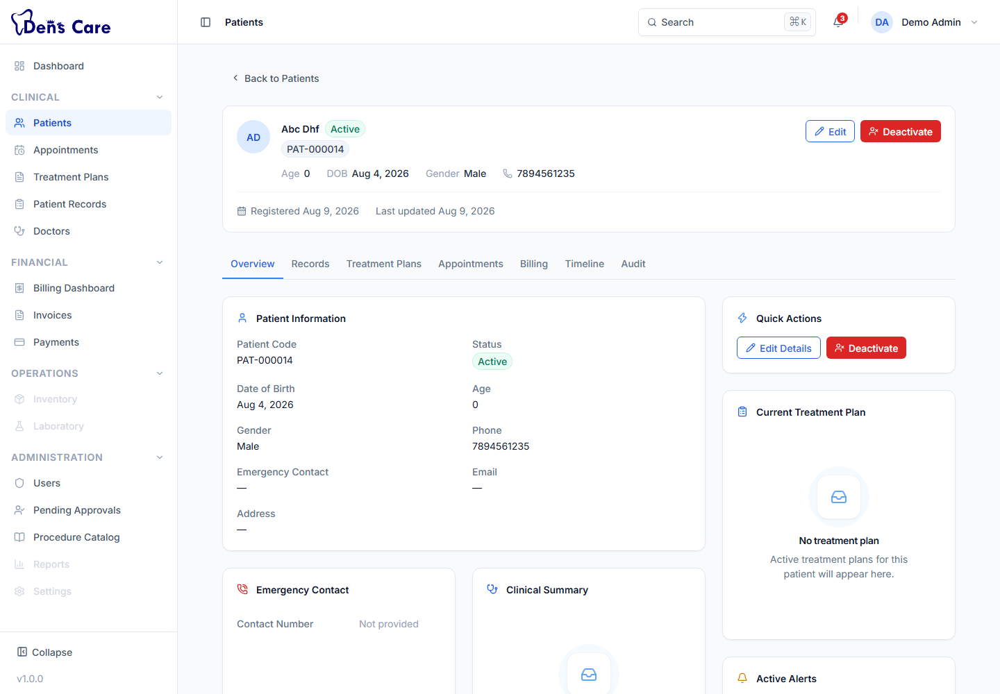 Dens Care
Dashboard
CLINICAL
Patients
Appointments
Treatment Plans
Patient Records
Doctors
FINANCIAL
Billing Dashboard
Invoices
Payments
OPERATIONS
Inventory
Laboratory
ADMINISTRATION
Users
Pending Approvals
Procedure Catalog
Reports
Settings
Collapse
v1.0.0
Patients
Search ⌘K
3
DA Demo Admin
Back to Patients
AD
Abc Dhf Active
PAT-000014
Age 0 DOB Aug 4, 2026 Gender Male 7894561235
Edit Deactivate
Registered Aug 9, 2026 Last updated Aug 9, 2026
Overview Records Treatment Plans Appointments Billing Timeline Audit
Patient Information
Patient Code
PAT-000014
Status
Active
Date of Birth
Aug 4, 2026
Age
0
Gender
Male
Phone
7894561235
Emergency Contact
—
Email
—
Address
—
Emergency Contact
Contact Number Not provided
Clinical Summary
Quick Actions
Edit Details Deactivate
Current Treatment Plan
No treatment plan
Active treatment plans for this
patient will appear here.
Active Alerts